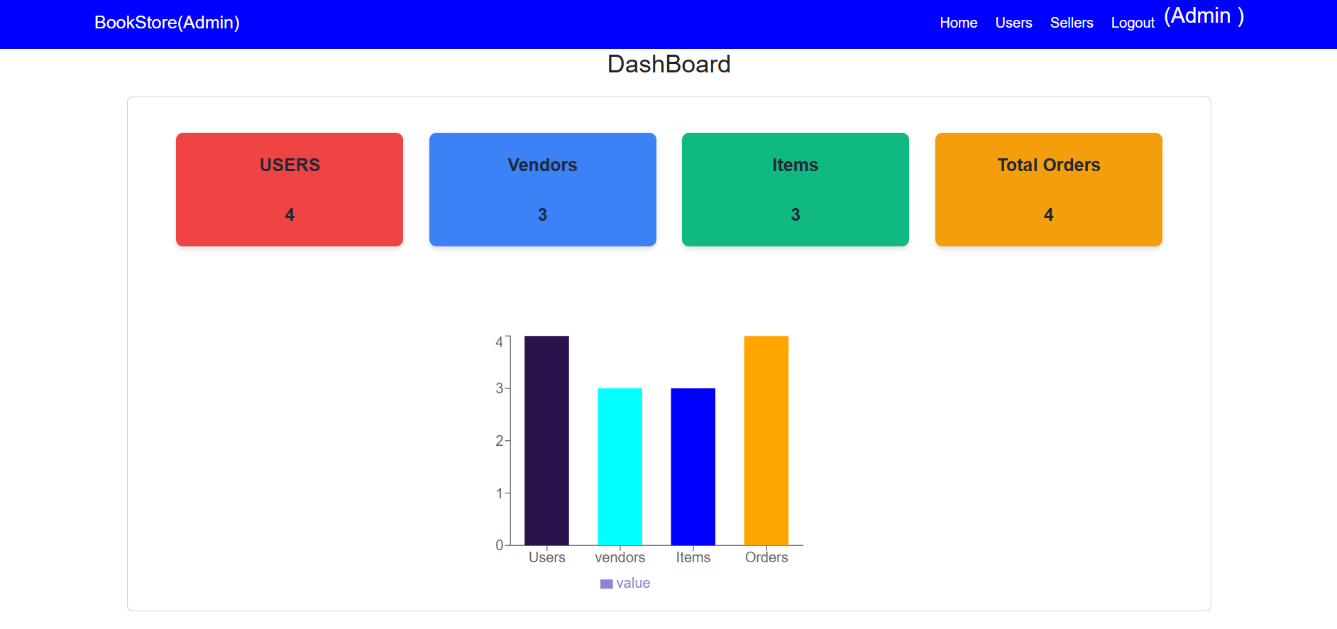 BookStore(Admin) Home Users Sellers Logout (Admin )
DashBoard
USERS Vendors Items Total Orders
4 3 3 4
4
3
2
1
0
Users vendors Items Orders
value